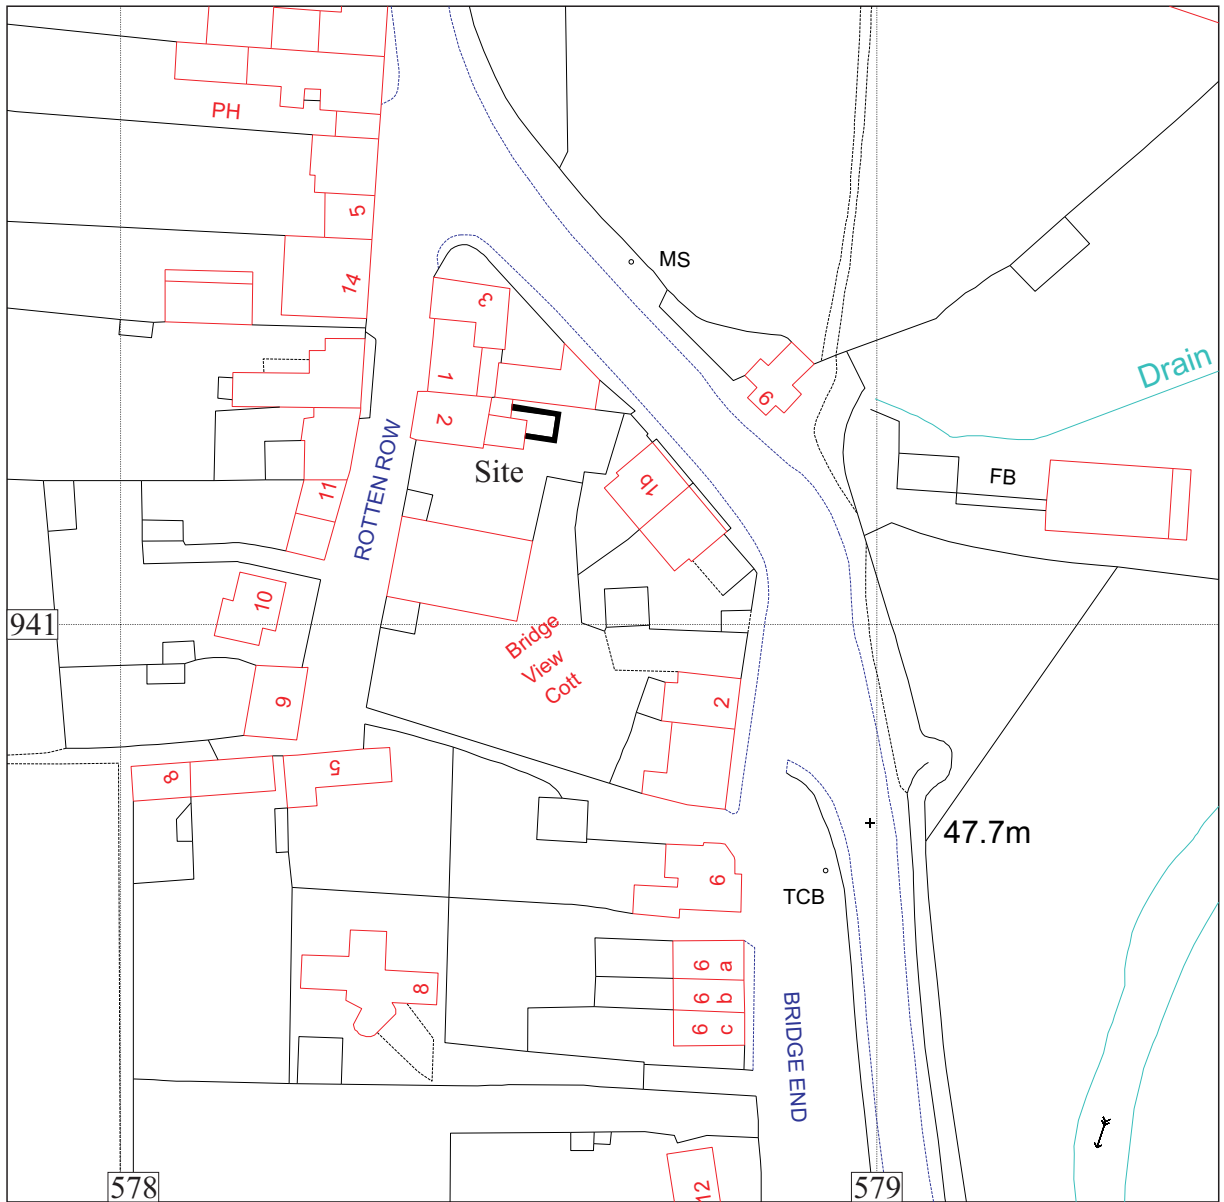 PH
5
14
MS
3
1
2
Site
ROTTEN ROW
11
10
9
8
5
941
Bridge
View
Cott
1b
2
9
Drain
FB
47.7m
TCB
6
6 a
6 b
6 c
8
BRIDGE END
12
578
579